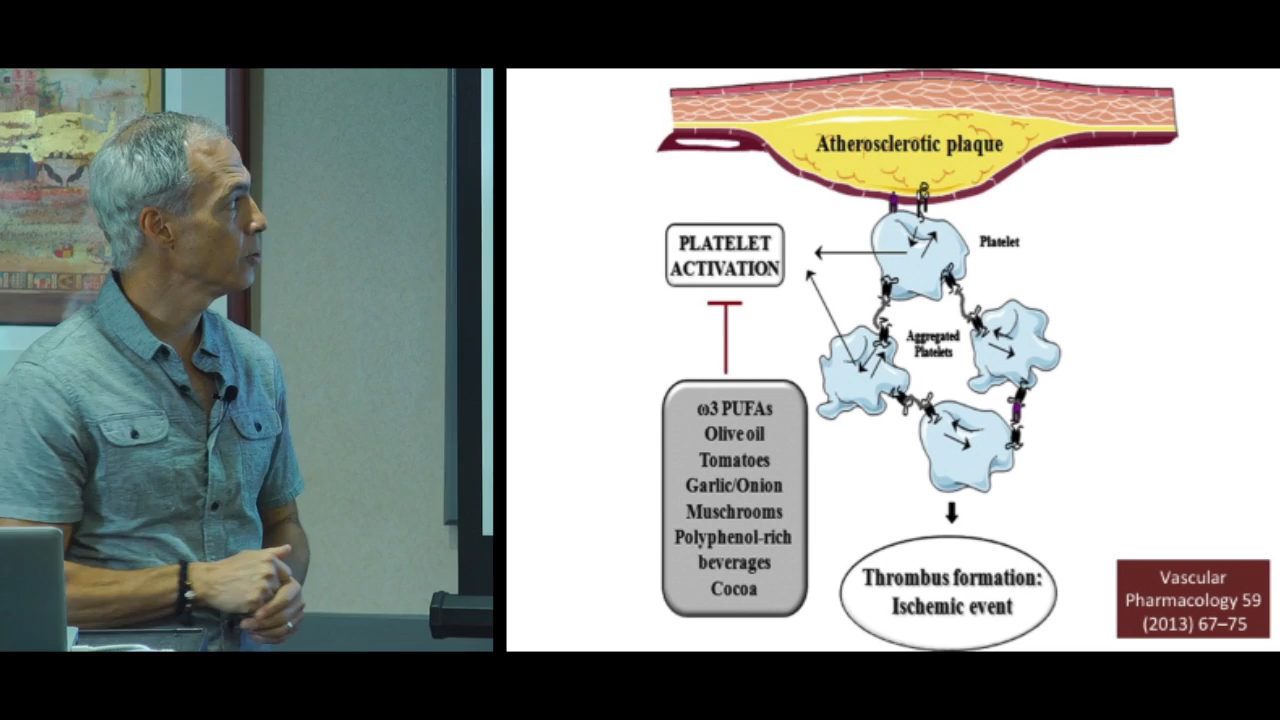 Atherosclerotic plaque
PLATELET
ACTIVATION
Platelet
Aggregated
Platelets
ω3 PUFAs
Olive oil
Tomatoes
Garlic/Onion
Muschrooms
Polyphenol-rich
beverages
Cocoa
Thrombus formation:
Ischemic event
Vascular
Pharmacology 59
(2013) 67–75